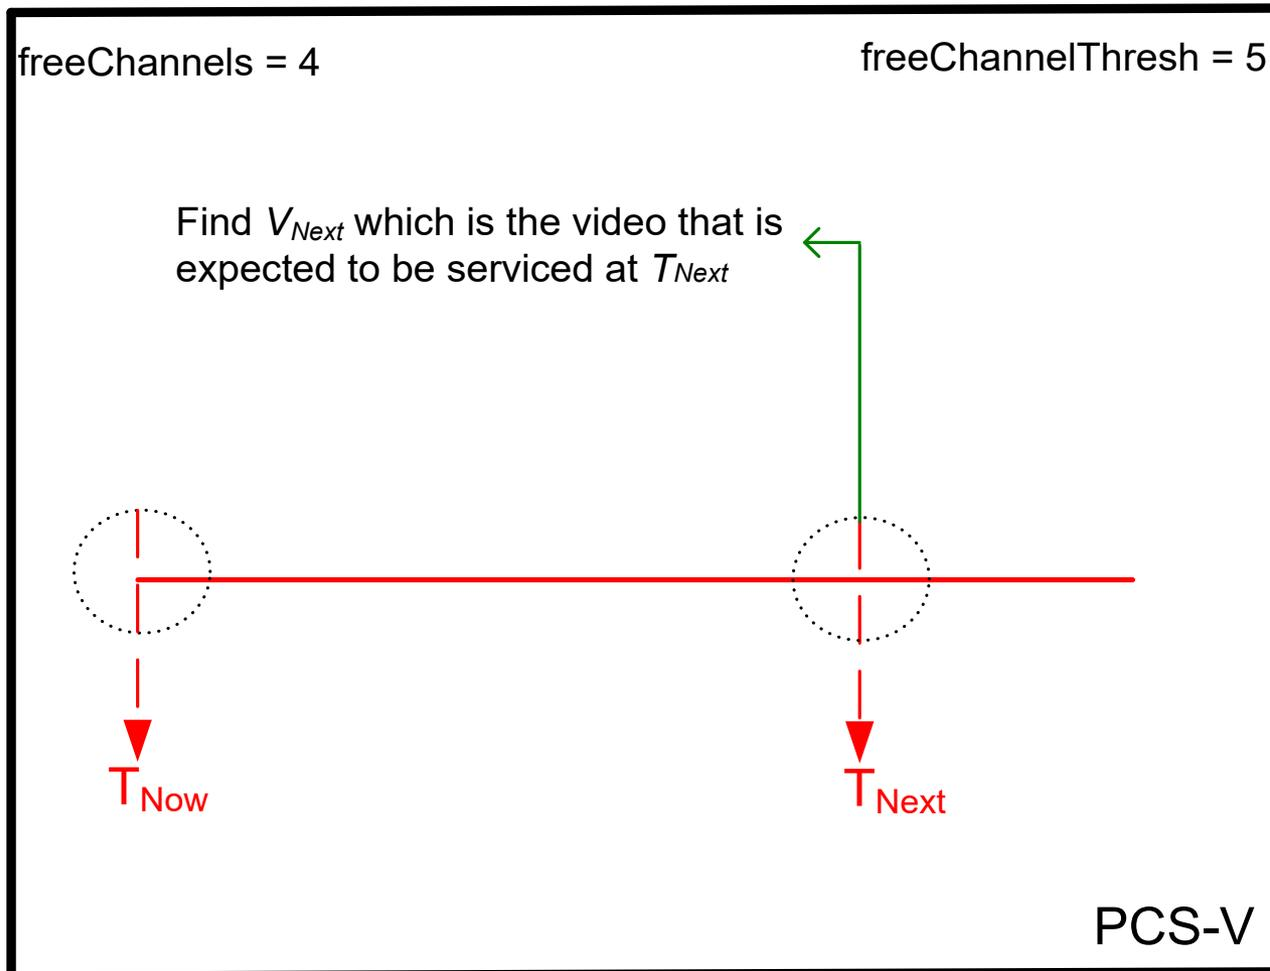 freeChannels = 4
freeChannelThresh = 5
Find VNext which is the video that is
expected to be serviced at TNext
TNow
TNext
PCS-V